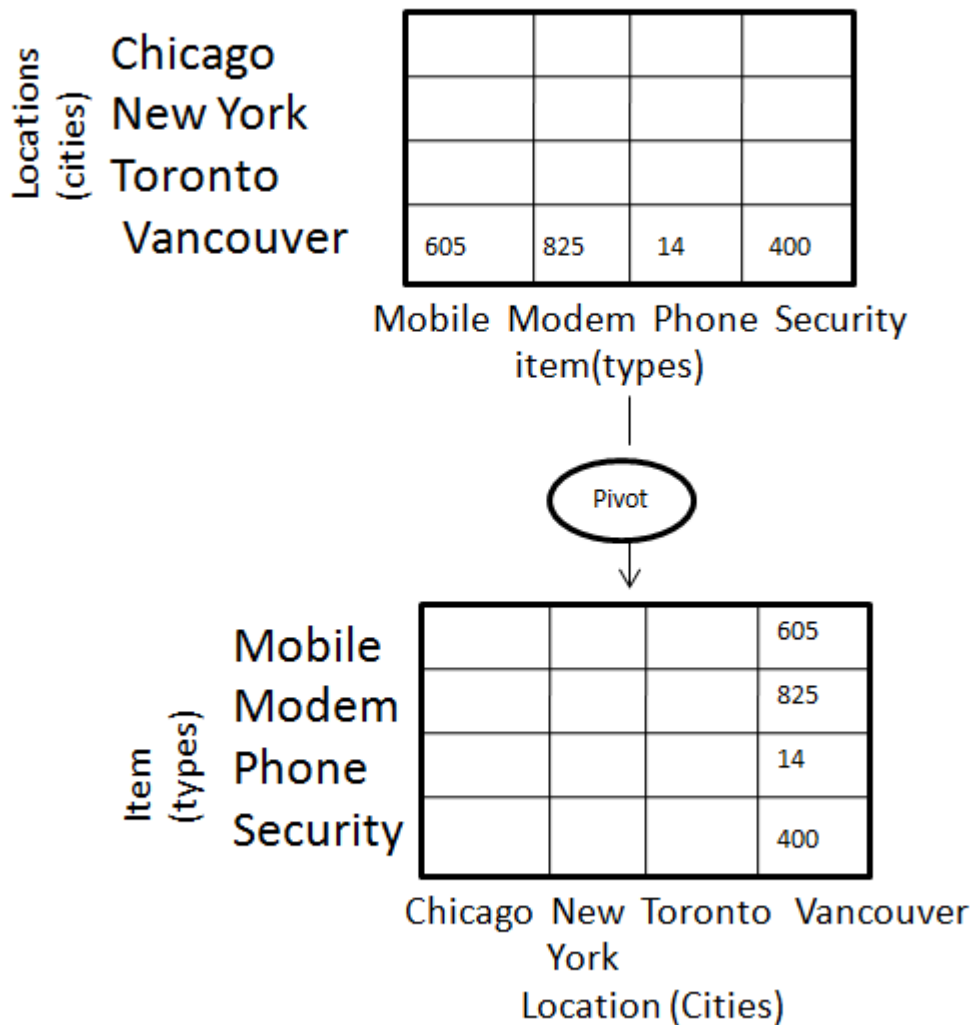 Locations
(cities)
Chicago
New York
Toronto
Vancouver
605 825 14 400
Mobile Modem Phone Security
item(types)
Pivot
Item
(types)
Mobile
605
Modem
825
Phone
14
Security
400
Chicago New Toronto Vancouver
York
Location (Cities)